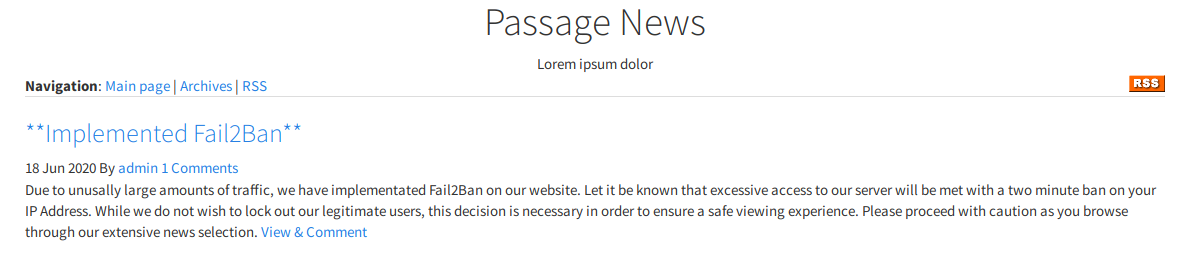 Passage News
Lorem ipsum dolor
Navigation: Main page | Archives | RSS
RSS
**Implemented Fail2Ban**
18 Jun 2020 By admin 1 Comments
Due to unusally large amounts of traffic, we have implementated Fail2Ban on our website. Let it be known that excessive access to our server will be met with a two minute ban on your
IP Address. While we do not wish to lock out our legitimate users, this decision is necessary in order to ensure a safe viewing experience. Please proceed with caution as you browse
through our extensive news selection. View & Comment